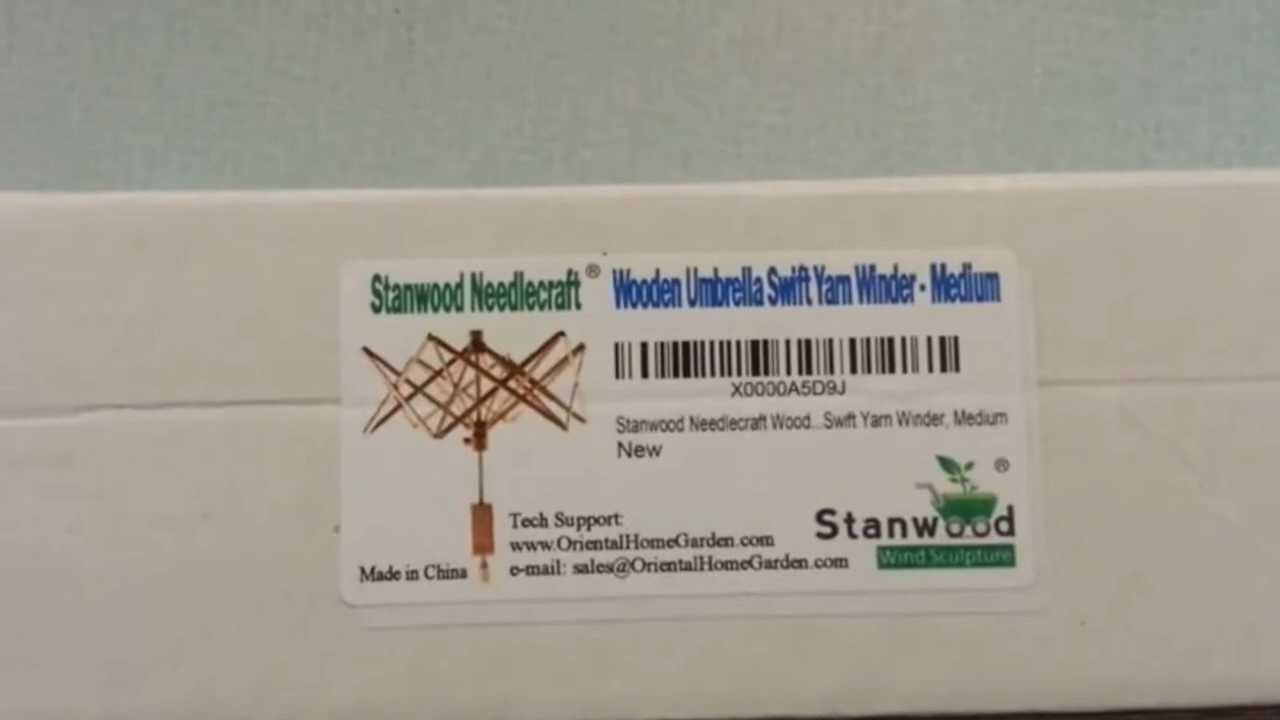 Stanwood Needlecraft® Wooden Umbrella Swift Yarn Winder - Medium
X0000A5D9J
Stanwood Needlecraft Wood...Swift Yarn Winder, Medium
New
Stanwood®
Wind Sculpture
Tech Support:
www.OrientalHomeGarden.com
e-mail: sales@OrientalHomeGarden.com
Made in China